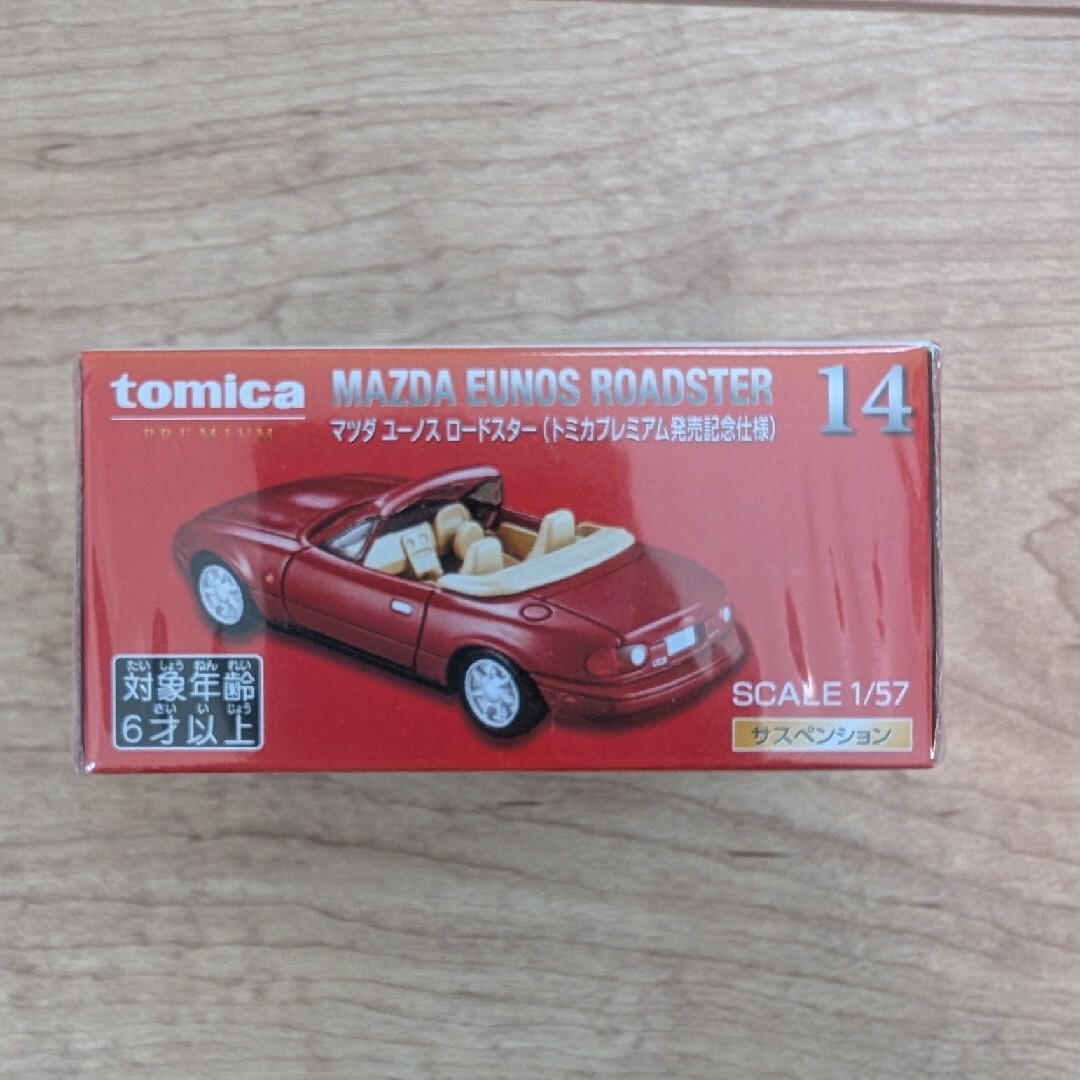 tomica
PREMIUM
MAZDA EUNOS ROADSTER
マツダ ユーノス ロードスター(トミカプレミアム発売記念仕様)
14
たい しょう ねん れい
対象年齢
さい い じょう
6才以上
SCALE 1/57
サスペンション